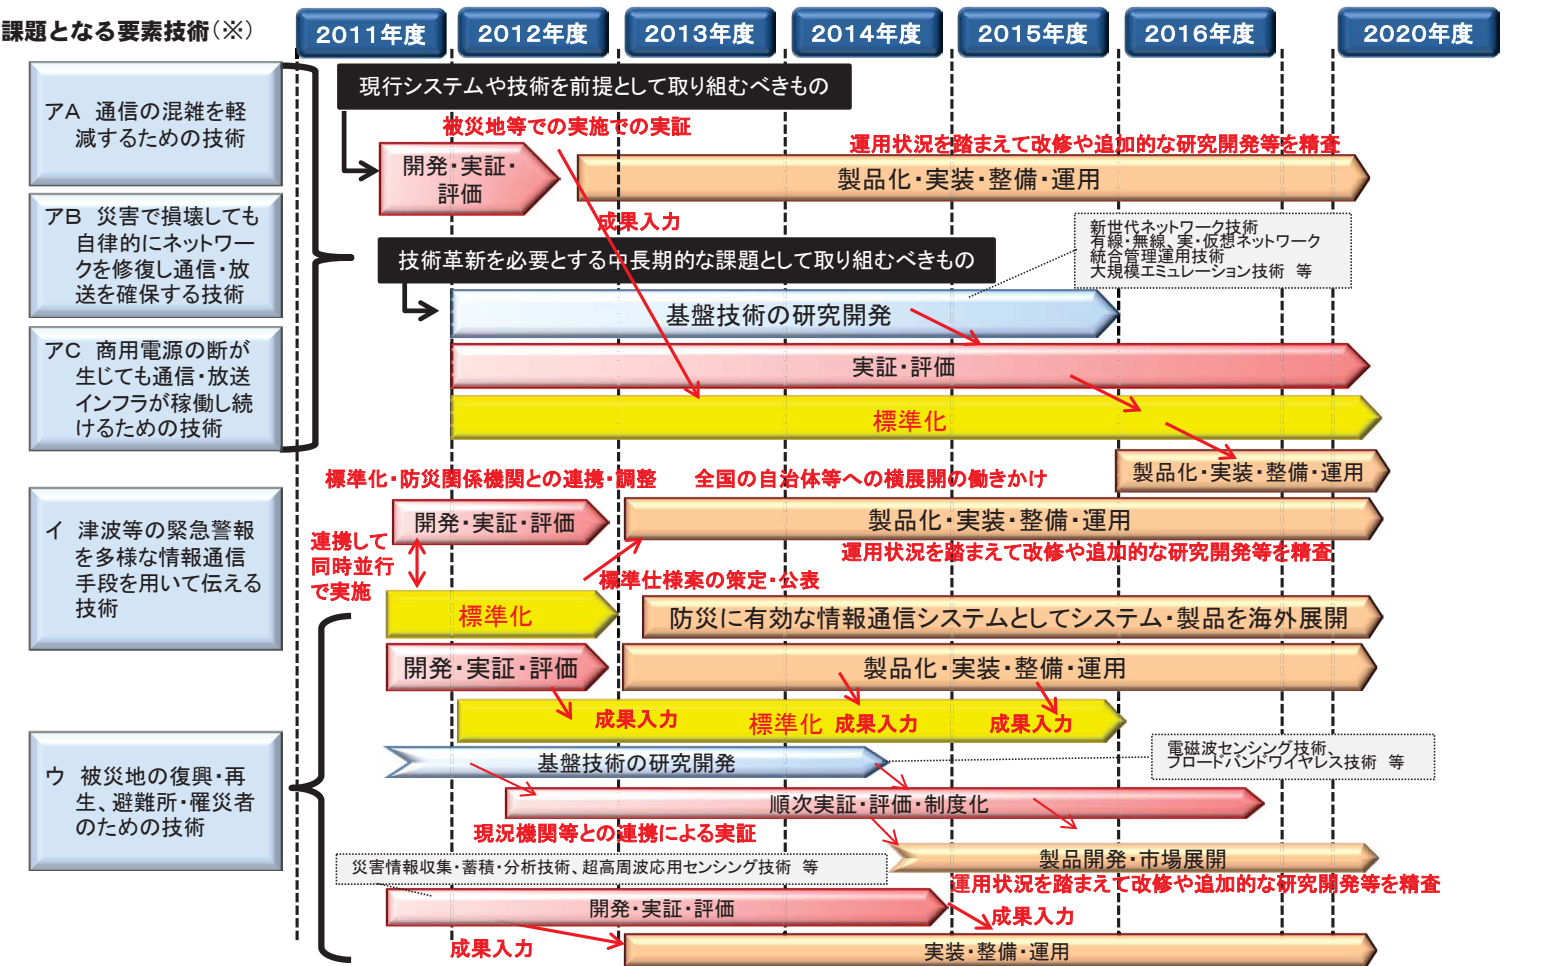 課題となる要素技術(※)
2011年度
2012年度
2013年度
2014年度
2015年度
2016年度
2020年度
アA 通信の混雑を軽
減するための技術
アB 災害で損壊しても
自律的にネットワー
クを修復し通信・放
送を確保する技術
アC 商用電源の断が
生じても通信・放送
インフラが稼働し続
けるための技術
現行システムや技術を前提として取り組むべきもの
被災地等での実施での実証
開発・実証・
評価
運用状況を踏まえて改修や追加的な研究開発等を精査
製品化・実装・整備・運用
成果入力
技術革新を必要とする中長期的な課題として取り組むべきもの
新世代ネットワーク技術
有線・無線、実・仮想ネットワーク
統合管理運用技術
大規模エミュレーション技術 等
基盤技術の研究開発
実証・評価
標準化
製品化・実装・整備・運用
イ 津波等の緊急警報
を多様な情報通信
手段を用いて伝える
技術
標準化・防災関係機関との連携・調整
全国の自治体等への横展開の働きかけ
開発・実証・評価
製品化・実装・整備・運用
連携して
同時並行
で実施
運用状況を踏まえて改修や追加的な研究開発等を精査
標準仕様案の策定・公表
標準化
防災に有効な情報通信システムとしてシステム・製品を海外展開
ウ 被災地の復興・再
生、避難所・罹災者
のための技術
開発・実証・評価
製品化・実装・整備・運用
成果入力
標準化
成果入力
成果入力
基盤技術の研究開発
電磁波センシング技術、
ブロードバンドワイヤレス技術 等
順次実証・評価・制度化
現況機関等との連携による実証
製品開発・市場展開
災害情報収集・蓄積・分析技術、超高周波応用センシング技術 等
運用状況を踏まえて改修や追加的な研究開発等を精査
開発・実証・評価
成果入力
成果入力
実装・整備・運用